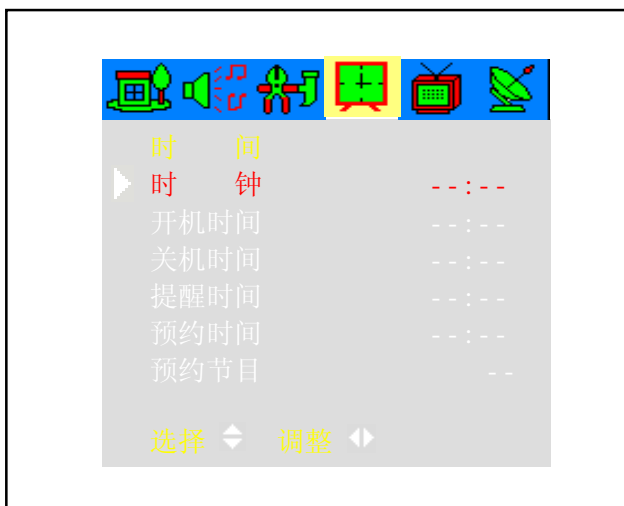 时 间
时 钟 --:--
开机时间 --:--
关机时间 --:--
提醒时间 --:--
预约时间 --:--
预约节目 --
选择 调整